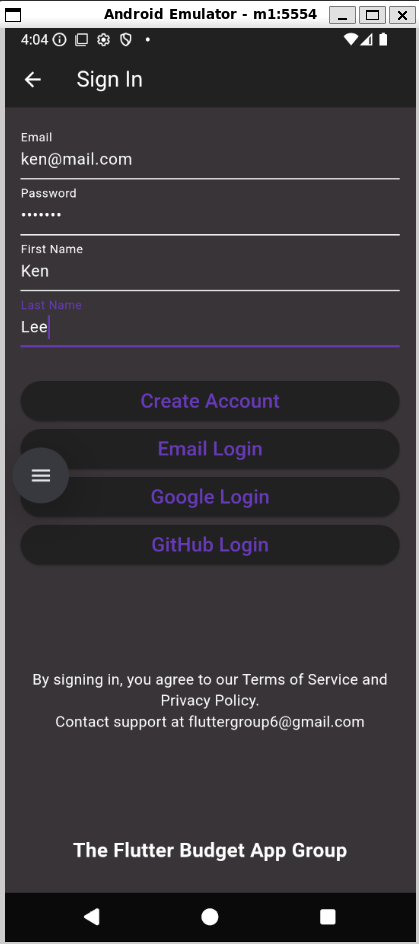 Android Emulator - m1:5554
4:04
Sign In
Email
ken@mail.com
Password
•••••••
First Name
Ken
Last Name
Lee
Create Account
Email Login
Google Login
GitHub Login
By signing in, you agree to our Terms of Service and
Privacy Policy.
Contact support at fluttergroup6@gmail.com
The Flutter Budget App Group